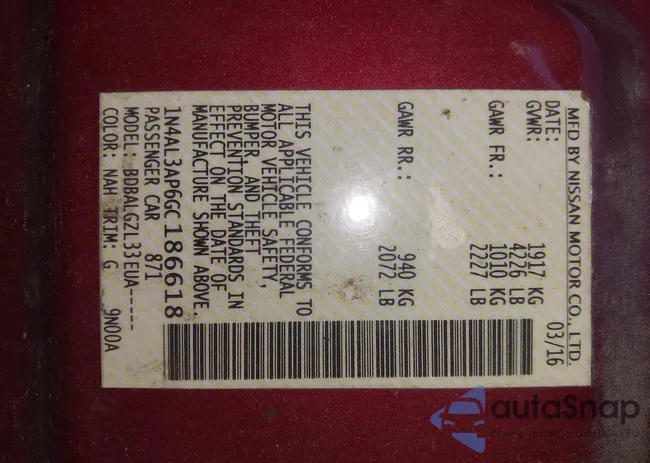 MFD BY NISSAN MOTOR CO., LTD.
DATE: 03/16
GVWR: 1917 KG
4226 LB
GAWR FR.: 1010 KG
2227 LB
GAWR RR.: 940 KG
2072 LB
THIS VEHICLE CONFORMS TO
ALL APPLICABLE FEDERAL
MOTOR VEHICLE SAFETY,
BUMPER AND THEFT
PREVENTION STANDARDS IN
EFFECT ON THE DATE OF
MANUFACTURE SHOWN ABOVE.
1N4AL3AP6GC186618
PASSENGER CAR 871
MODEL: BDBALGZL33EUA-----
COLOR: NAH TRIM: G 9N00A
autoSnap